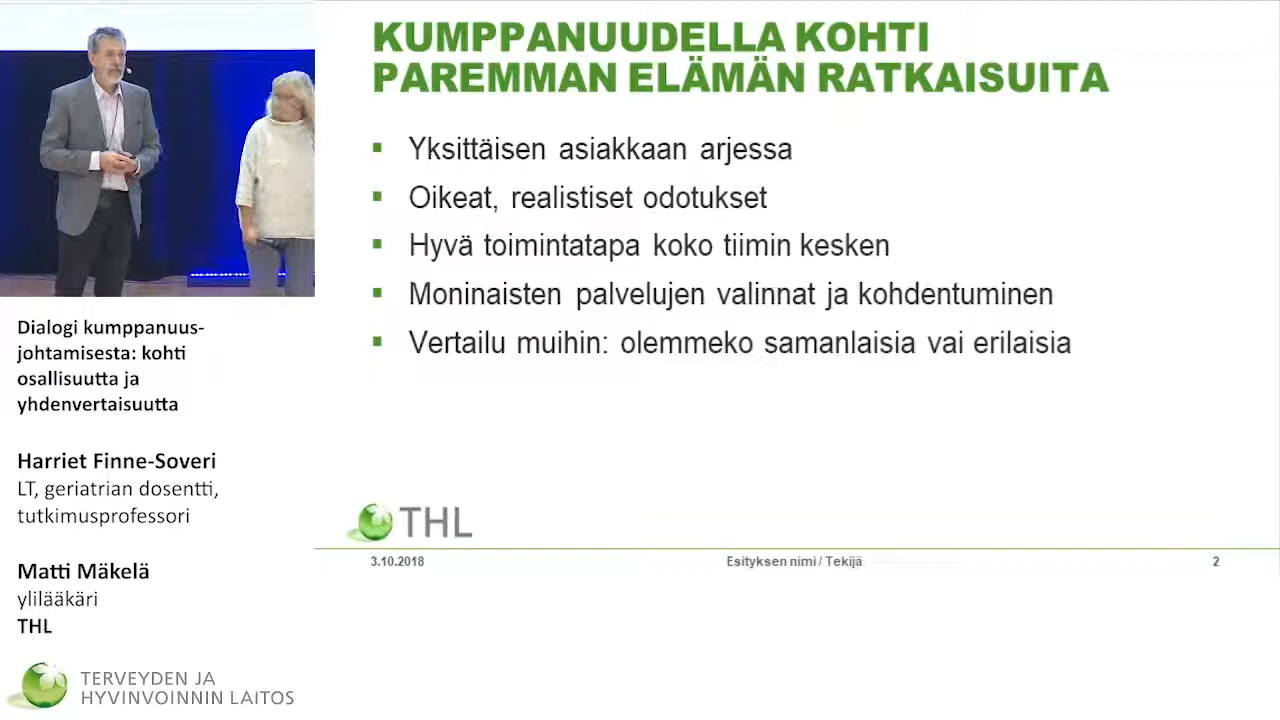 KUMPPANUUDELLA KOHTI
PAREMMAN ELÄMÄN RATKAISUITA
Yksittäisen asiakkaan arjessa
Oikeat, realistiset odotukset
Hyvä toimintatapa koko tiimin kesken
Moninaisten palvelujen valinnat ja kohdentuminen
Vertailu muihin: olemmeko samanlaisia vai erilaisia
THL
3.10.2018
Esityksen nimi / Tekijä
2
Dialogi kumppanuus-
johtamisesta: kohti
osallisuutta ja
yhdenvertaisuutta
Harriet Finne-Soveri
LT, geriatrian dosentti,
tutkimusprofessori
Matti Mäkelä
ylilääkäri
THL
TERVEYDEN JA
HYVINVOINNIN LAITOS